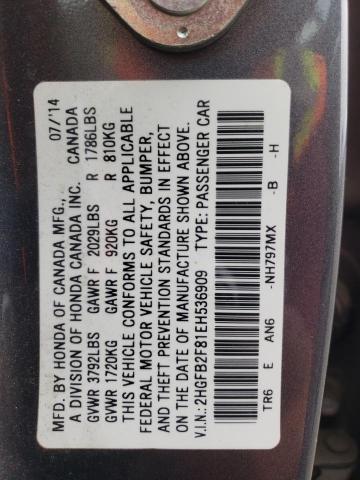 MFD. BY HONDA OF CANADA MFG., 07/'14
A DIVISION OF HONDA CANADA INC. CANADA
GVWR 3792LBS GAWR F 2029LBS R 1786LBS
GVWR 1720KG GAWR F 920KG R 810KG
THIS VEHICLE CONFORMS TO ALL APPLICABLE
FEDERAL MOTOR VEHICLE SAFETY, BUMPER,
AND THEFT PREVENTION STANDARDS IN EFFECT
ON THE DATE OF MANUFACTURE SHOWN ABOVE.
V.I.N.: 2HGFB2F81EH536909 TYPE: PASSENGER CAR
TR6 E AN6 -NH797MX -B -H